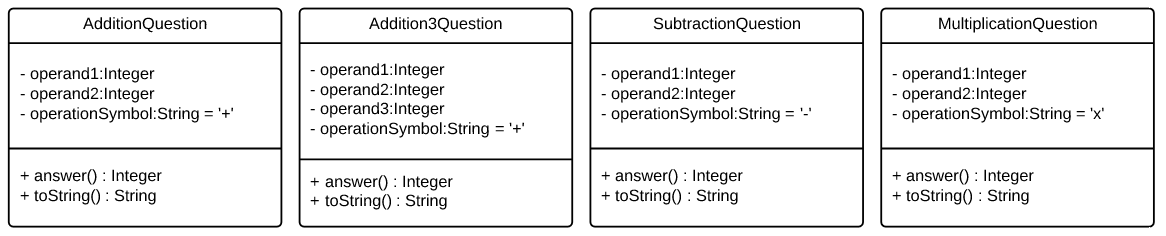 AdditionQuestion
- operand1:Integer
- operand2:Integer
- operationSymbol:String = '+'
+ answer() : Integer
+ toString() : String
Addition3Question
- operand1:Integer
- operand2:Integer
- operand3:Integer
- operationSymbol:String = '+'
+ answer() : Integer
+ toString() : String
SubtractionQuestion
- operand1:Integer
- operand2:Integer
- operationSymbol:String = '-'
+ answer() : Integer
+ toString() : String
MultiplicationQuestion
- operand1:Integer
- operand2:Integer
- operationSymbol:String = 'x'
+ answer() : Integer
+ toString() : String